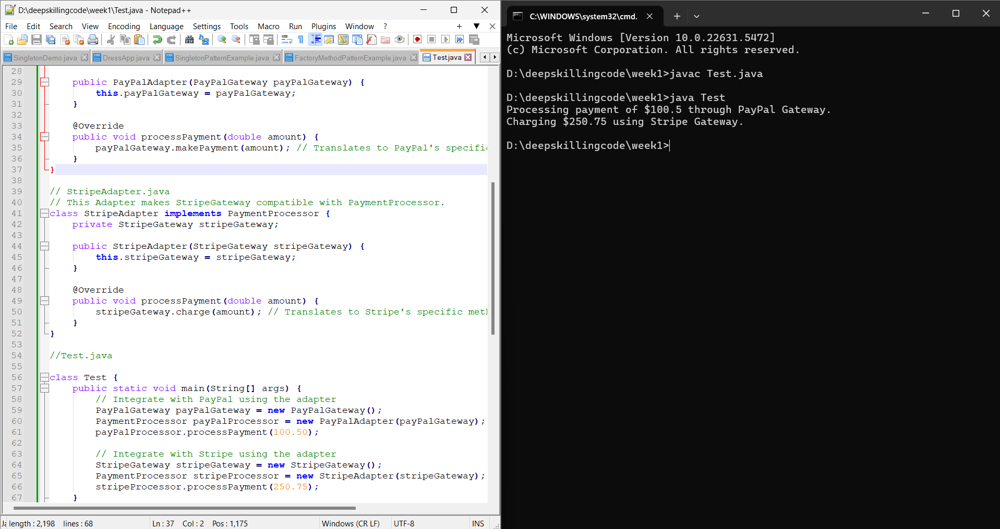 D:\deepskillingcode\week1\Test.java - Notepad++
File Edit Search View Encoding Language Settings Tools Macro Run Plugins Window ?
SingletonDemo.java DressApp.java SingletonPatternExample.java FactoryMethodPatternExample.java Test.java
28
29 public PayPalAdapter(PayPalGateway payPalGateway) {
30 this.payPalGateway = payPalGateway;
31 }
32
33 @Override
34 public void processPayment(double amount) {
35 payPalGateway.makePayment(amount); // Translates to PayPal's specific
36 }
37 }
38
39 // StripeAdapter.java
40 // This Adapter makes StripeGateway compatible with PaymentProcessor.
41 class StripeAdapter implements PaymentProcessor {
42 private StripeGateway stripeGateway;
43
44 public StripeAdapter(StripeGateway stripeGateway) {
45 this.stripeGateway = stripeGateway;
46 }
47
48 @Override
49 public void processPayment(double amount) {
50 stripeGateway.charge(amount); // Translates to Stripe's specific
51 }
52 }
53
54 //Test.java
55
56 class Test {
57 public static void main(String[] args) {
58 // Integrate with PayPal using the adapter
59 PayPalGateway payPalGateway = new PayPalGateway();
60 PaymentProcessor payPalProcessor = new PayPalAdapter(payPalGateway);
61 payPalProcessor.processPayment(100.50);
62
63 // Integrate with Stripe using the adapter
64 StripeGateway stripeGateway = new StripeGateway();
65 PaymentProcessor stripeProcessor = new StripeAdapter(stripeGateway);
66 stripeProcessor.processPayment(250.75);
67 }
length : 2,198 lines : 68 Ln : 37 Col : 2 Pos : 1,175 Windows (CR LF) UTF-8 INS
C:\WINDOWS\system32\cmd.
Microsoft Windows [Version 10.0.22631.5472]
(c) Microsoft Corporation. All rights reserved.
D:\deepskillingcode\week1>javac Test.java
D:\deepskillingcode\week1>java Test
Processing payment of $100.5 through PayPal Gateway.
Charging $250.75 using Stripe Gateway.
D:\deepskillingcode\week1>